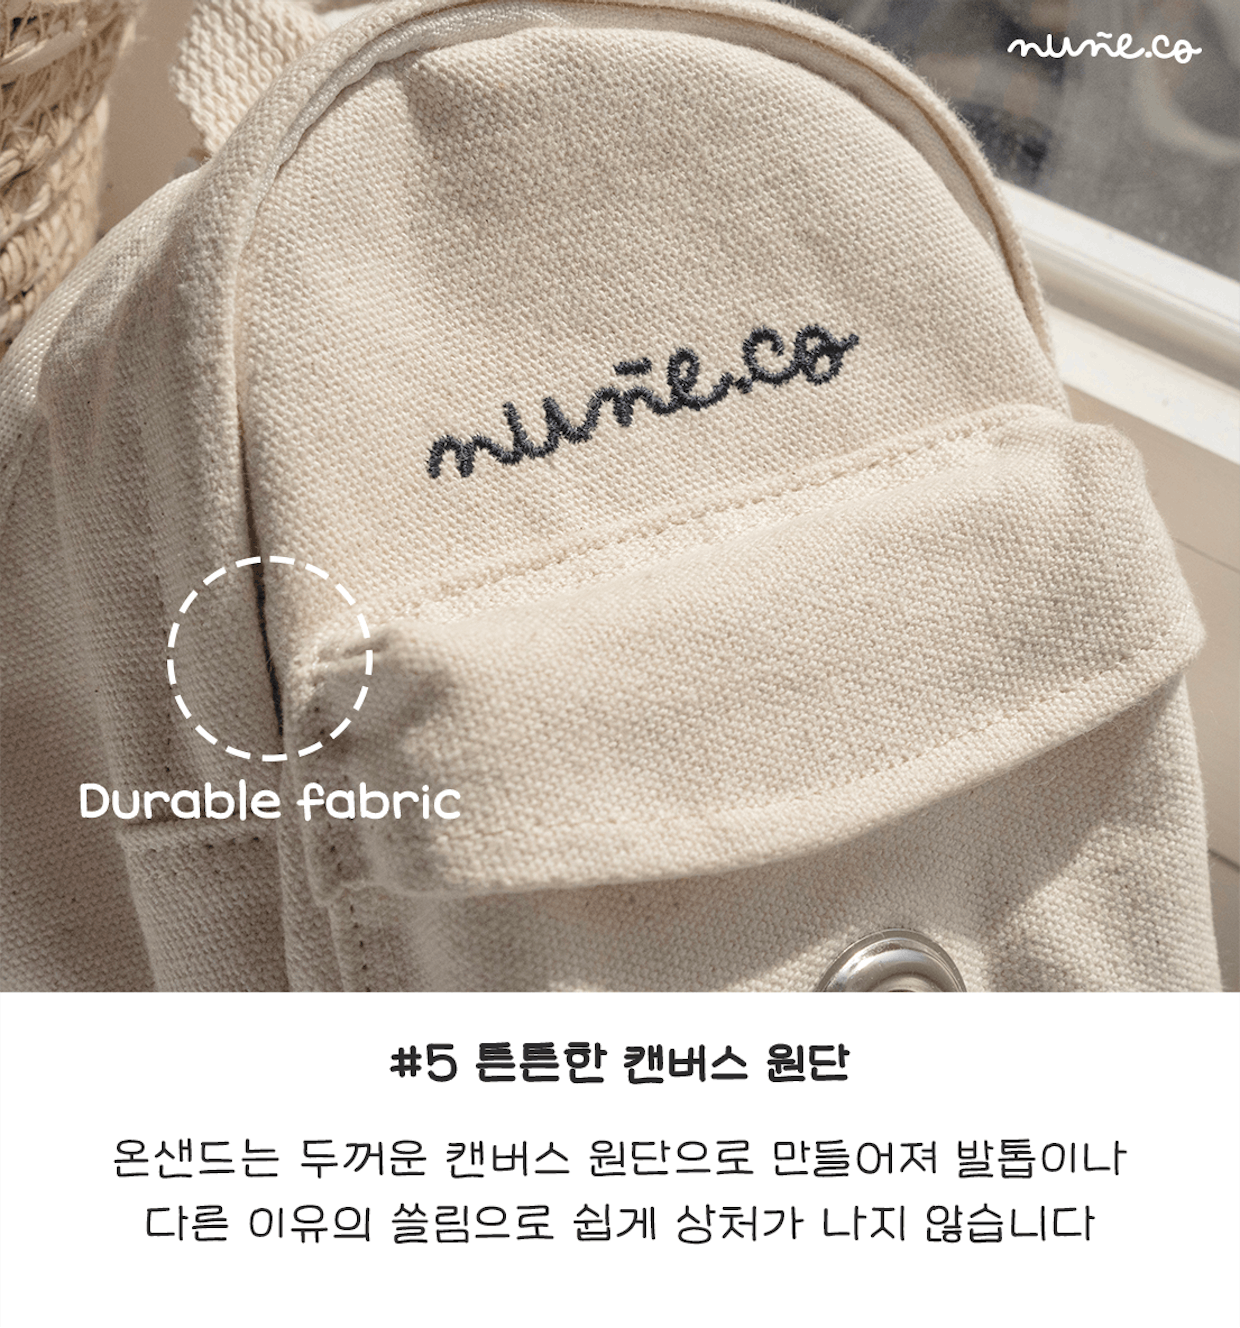 nuñe.co
nuñe.co
Durable fabric
#5 튼튼한 캔버스 원단
온샌드는 두꺼운 캔버스 원단으로 만들어져 발톱이나
다른 이유의 쓸림으로 쉽게 상처가 나지 않습니다